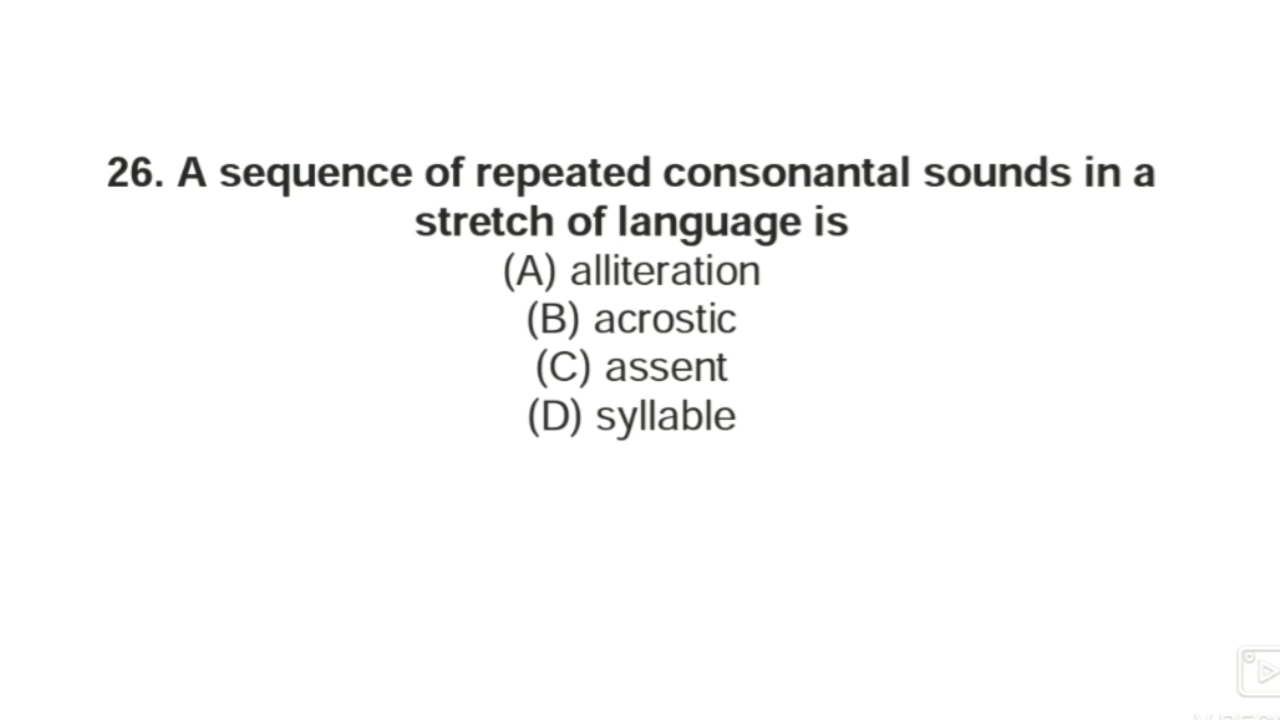 26. A sequence of repeated consonantal sounds in a
stretch of language is
(A) alliteration
(B) acrostic
(C) assent
(D) syllable